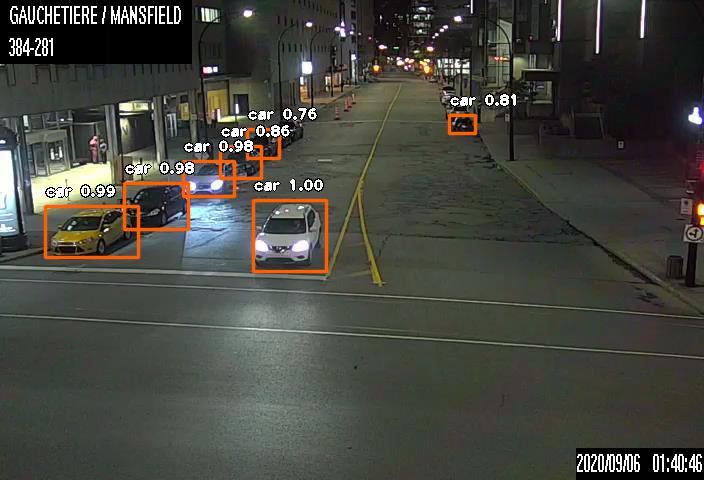 GAUCHETIERE / MANSFIELD
384-281
car 0.81
car 0.76
car 0.86
car 0.98
car 0.98
car 0.99
car 1.00
2020/09/06 01:40:46